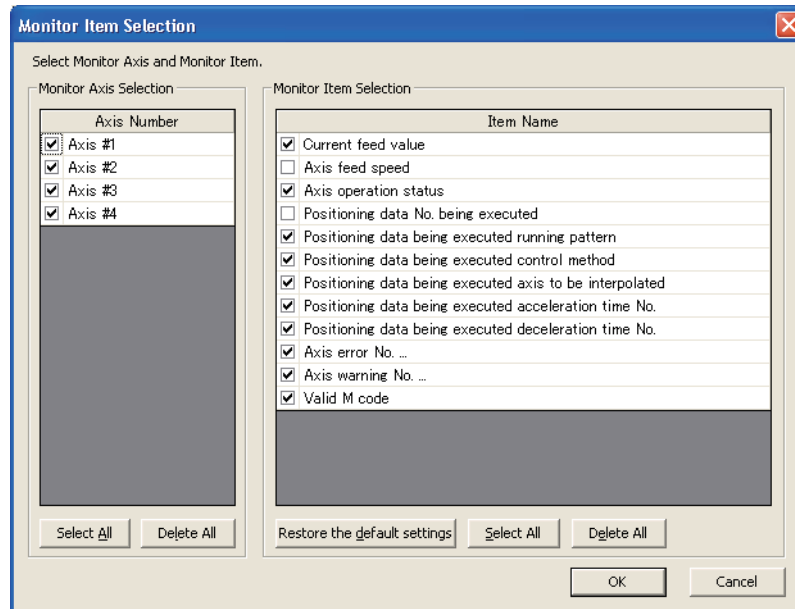 Monitor Item Selection
Select Monitor Axis and Monitor Item.
Monitor Axis Selection
Axis Number
Axis #1
Axis #2
Axis #3
Axis #4
Select All
Delete All
Monitor Item Selection
Item Name
Current feed value
Axis feed speed
Axis operation status
Positioning data No. being executed
Positioning data being executed running pattern
Positioning data being executed control method
Positioning data being executed axis to be interpolated
Positioning data being executed acceleration time No.
Positioning data being executed deceleration time No.
Axis error No. ...
Axis warning No. ...
Valid M code
Restore the default settings
Select All
Delete All
OK
Cancel